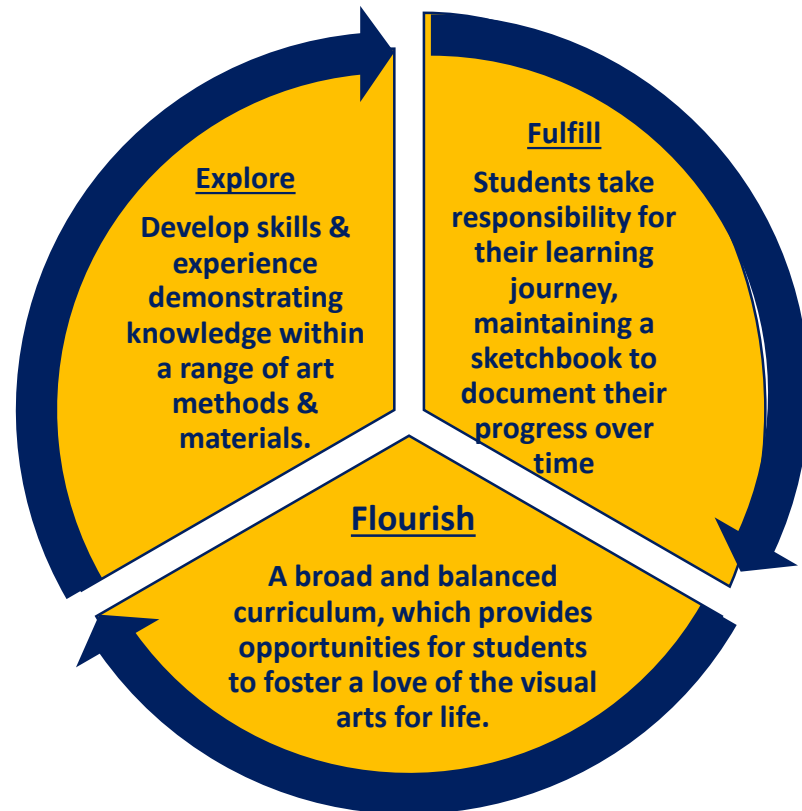 Explore
Develop skills &
experience
demonstrating
knowledge within
a range of art
methods &
materials.
Fulfill
Students take
responsibility for
their learning
journey,
maintaining a
sketchbook to
document their
progress over
time
Flourish
A broad and balanced
curriculum, which provides
opportunities for students
to foster a love of the visual
arts for life.